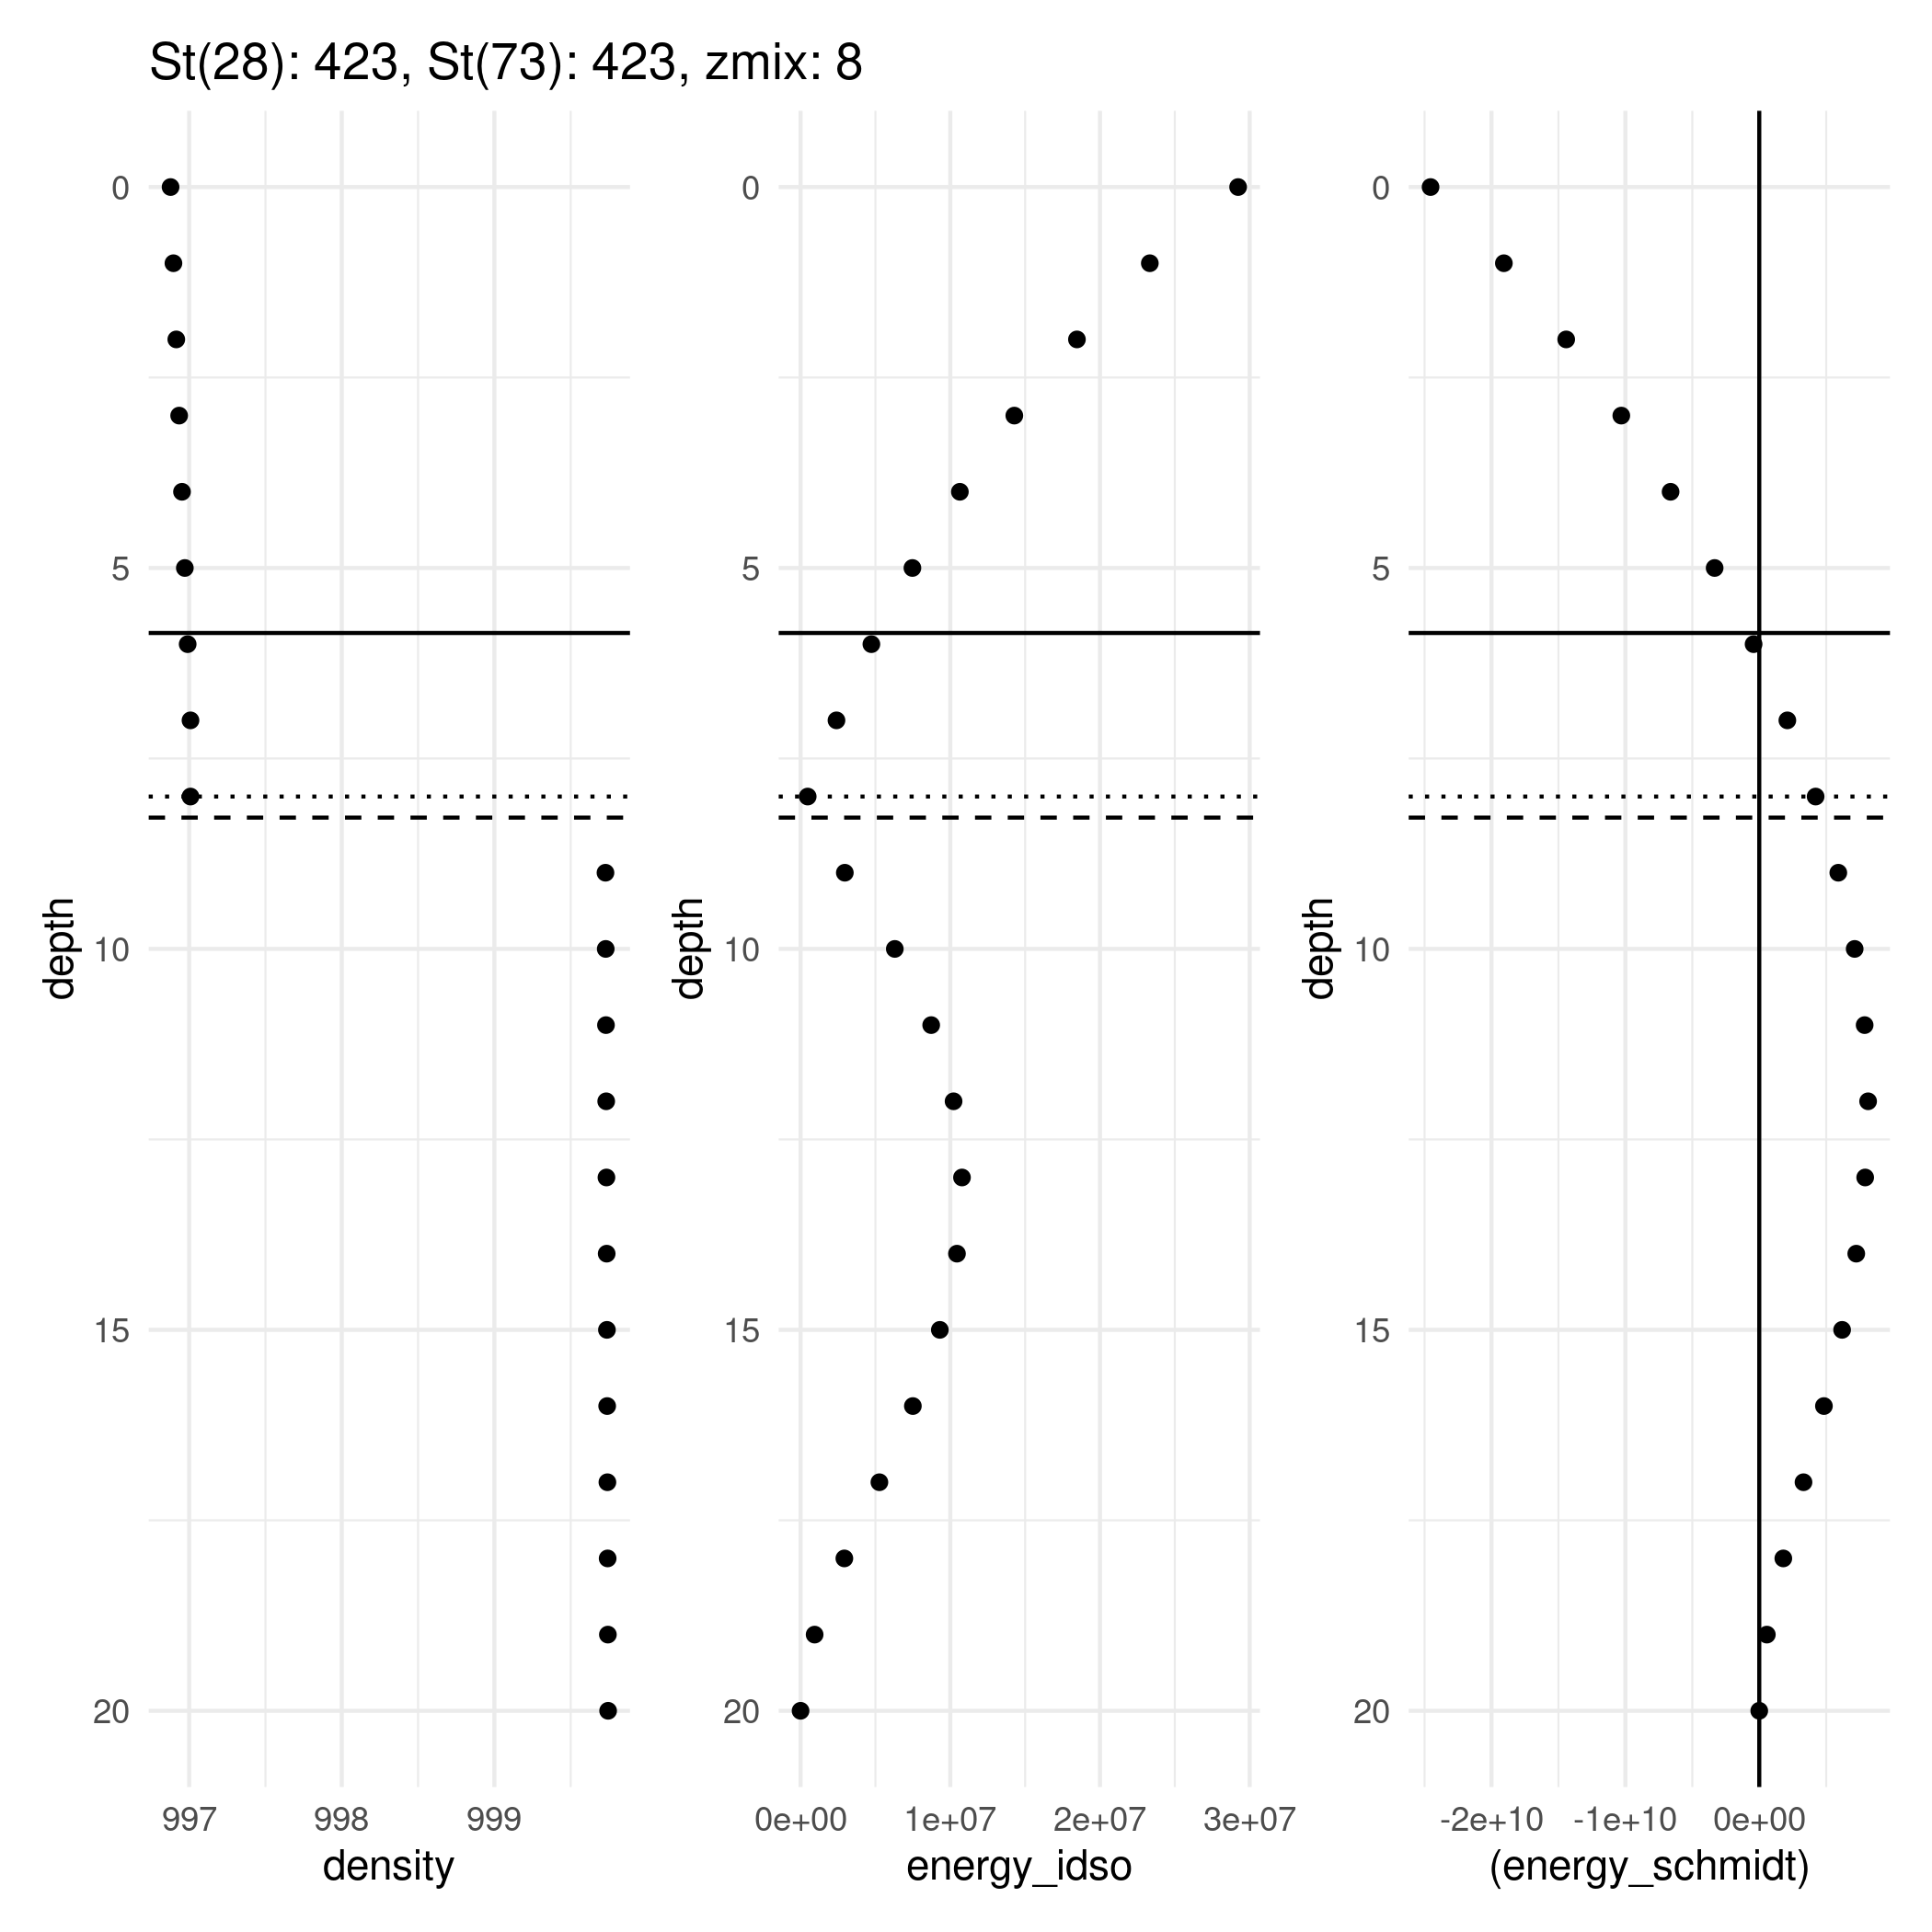 St(28): 423, St(73): 423, zmix: 8
0
5
10
15
20
depth
997 998 999
density
0
5
10
15
20
depth
0e+00 1e+07 2e+07 3e+07
energy_idso
0
5
10
15
20
depth
-2e+10 -1e+10 0e+00
(energy_schmidt)